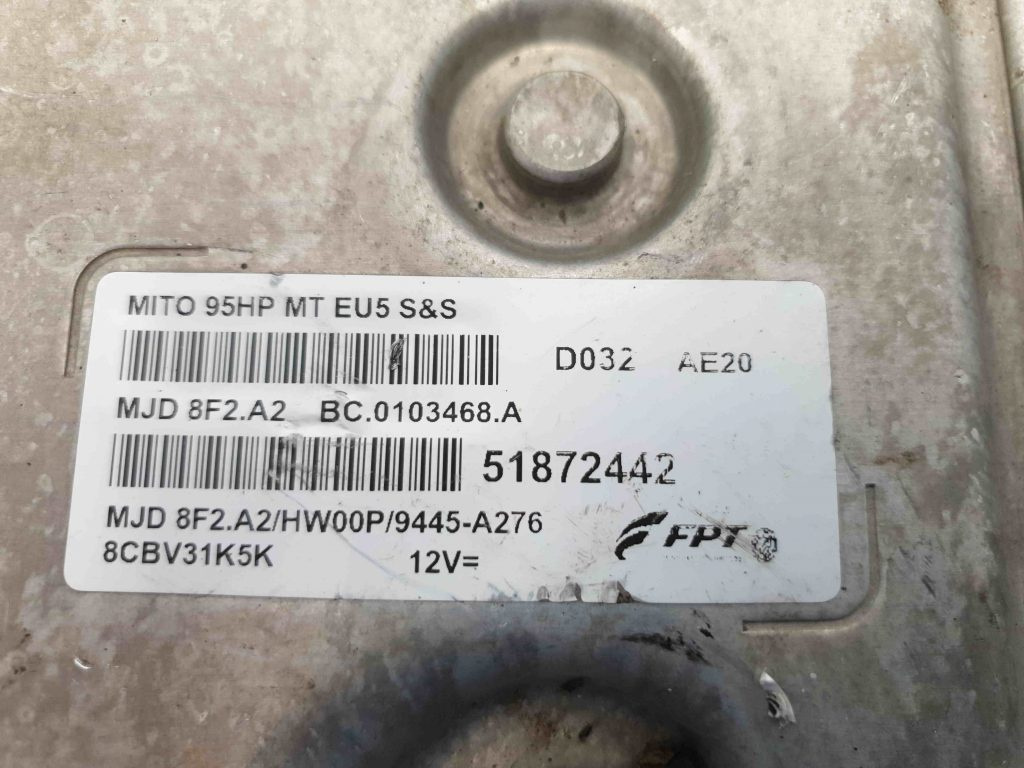 MITO 95HP MT EU5 S&S
D032 AE20
MJD 8F2.A2 BC.0103468.A
51872442
MJD 8F2.A2/HW00P/9445-A276
8CBV31K5K 12V=
FPT